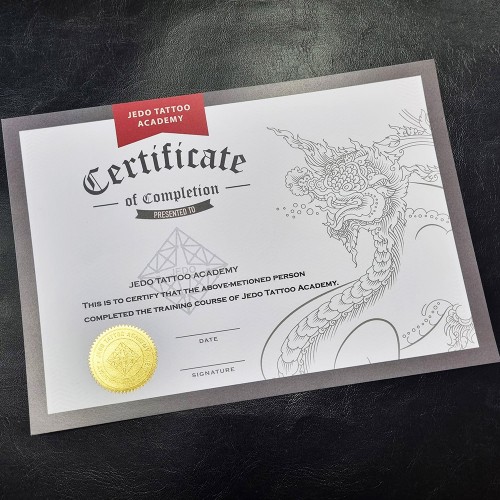 JEDO TATTOO
ACADEMY
Certificate
of Completion
PRESENTED TO
JEDO TATTOO ACADEMY
THIS IS TO CERTIFY THAT THE ABOVE-METIONED PERSON
COMPLETED THE TRAINING COURSE OF JEDO TATTOO ACADEMY.
DATE
SIGNATURE